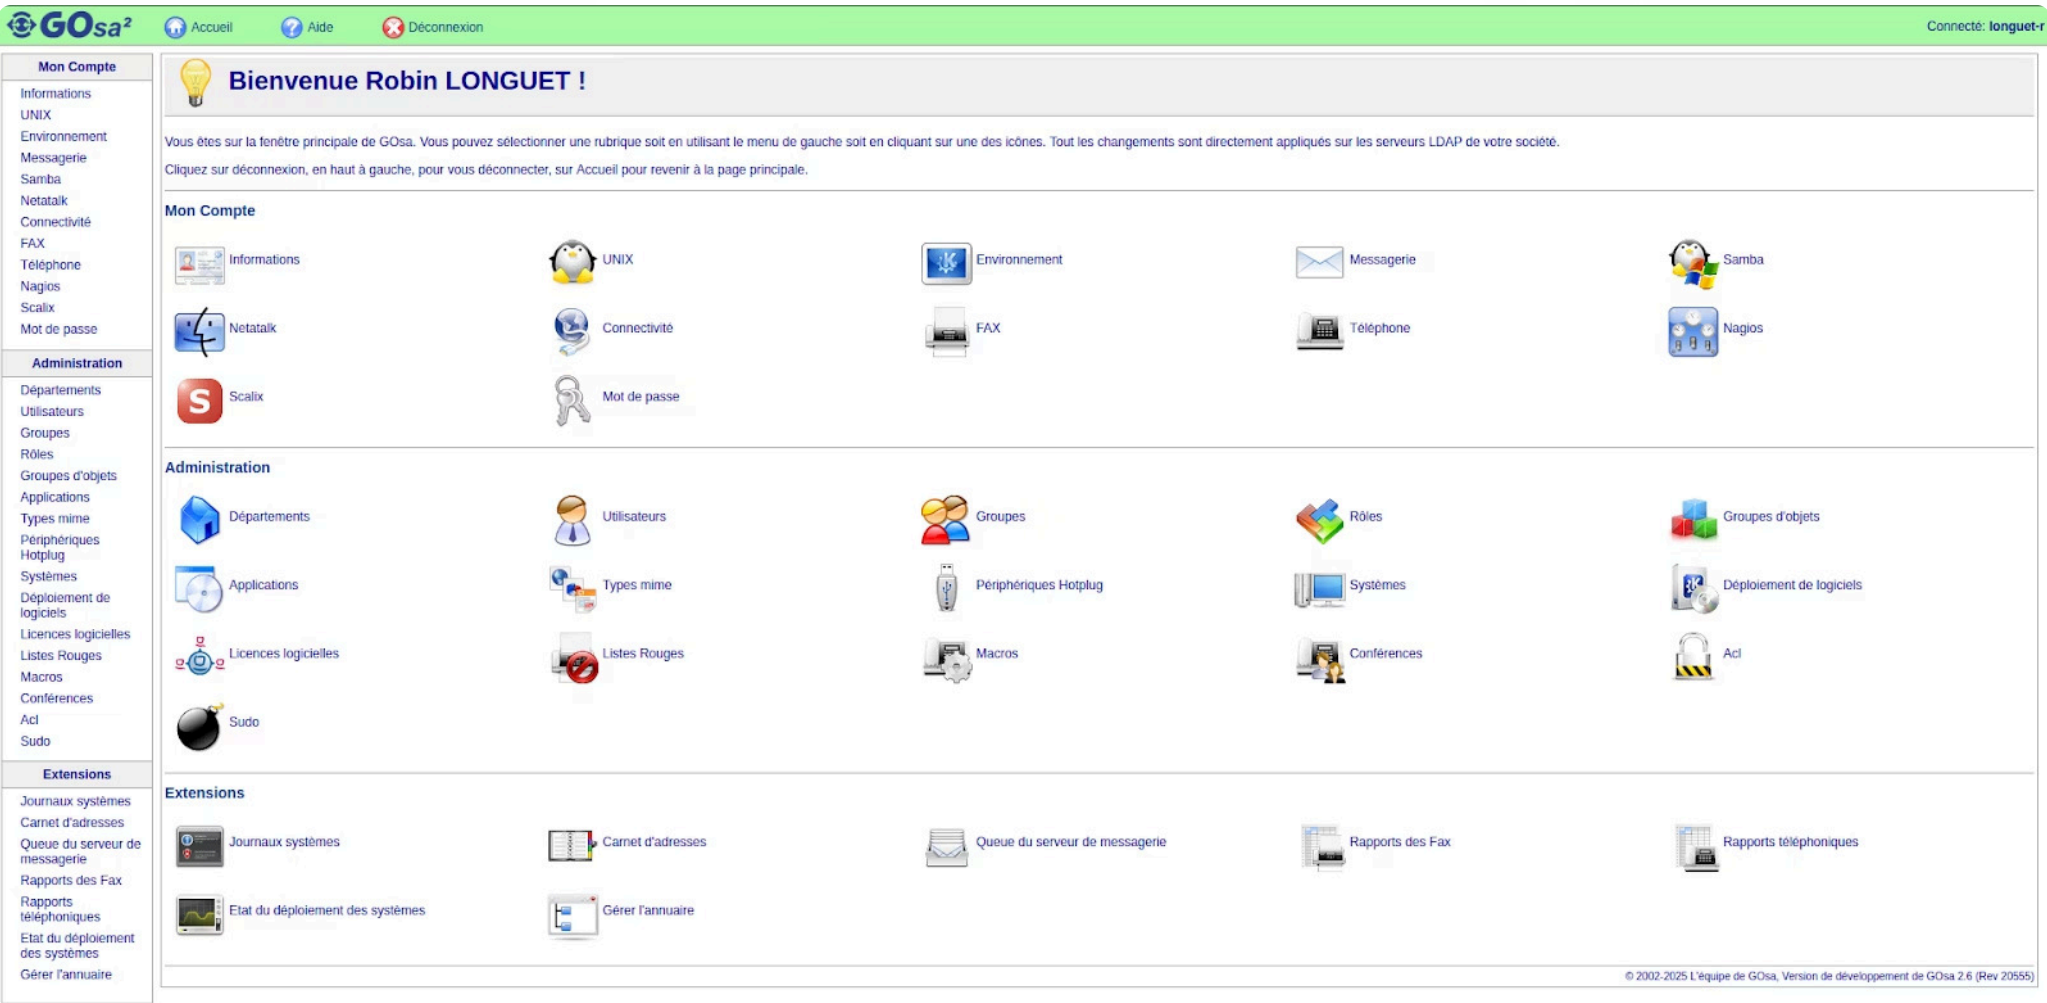 GOsa²
Accueil
Aide
Déconnexion
Connecté: longuet-r
Mon Compte
Informations
UNIX
Environnement
Messagerie
Samba
Netatalk
Connectivité
FAX
Téléphone
Nagios
Scalix
Mot de passe
Administration
Départements
Utilisateurs
Groupes
Rôles
Groupes d'objets
Applications
Types mime
Périphériques
Hotplug
Systèmes
Déploiement de
logiciels
Licences logicielles
Listes Rouges
Macros
Conférences
Acl
Sudo
Extensions
Journaux systèmes
Carnet d'adresses
Queue du serveur de
messagerie
Rapports des Fax
Rapports
téléphoniques
Etat du déploiement
des systèmes
Gérer l'annuaire
Bienvenue Robin LONGUET !
Vous êtes sur la fenêtre principale de GOsa. Vous pouvez sélectionner une rubrique soit en utilisant le menu de gauche soit en cliquant sur une des icônes. Tout les changements sont directement appliqués sur les serveurs LDAP de votre société.
Cliquez sur déconnexion, en haut à gauche, pour vous déconnecter, sur Accueil pour revenir à la page principale.
Mon Compte
Informations
UNIX
Environnement
Messagerie
Samba
Netatalk
Connectivité
FAX
Téléphone
Nagios
Scalix
Mot de passe
Administration
Départements
Utilisateurs
Groupes
Rôles
Groupes d'objets
Applications
Types mime
Périphériques Hotplug
Systèmes
Déploiement de logiciels
Licences logicielles
Listes Rouges
Macros
Conférences
Acl
Sudo
Extensions
Journaux systèmes
Carnet d'adresses
Queue du serveur de messagerie
Rapports des Fax
Rapports téléphoniques
Etat du déploiement des systèmes
Gérer l'annuaire
© 2002-2025 L'équipe de GOsa, Version de développement de GOsa 2.6 (Rev 20555)